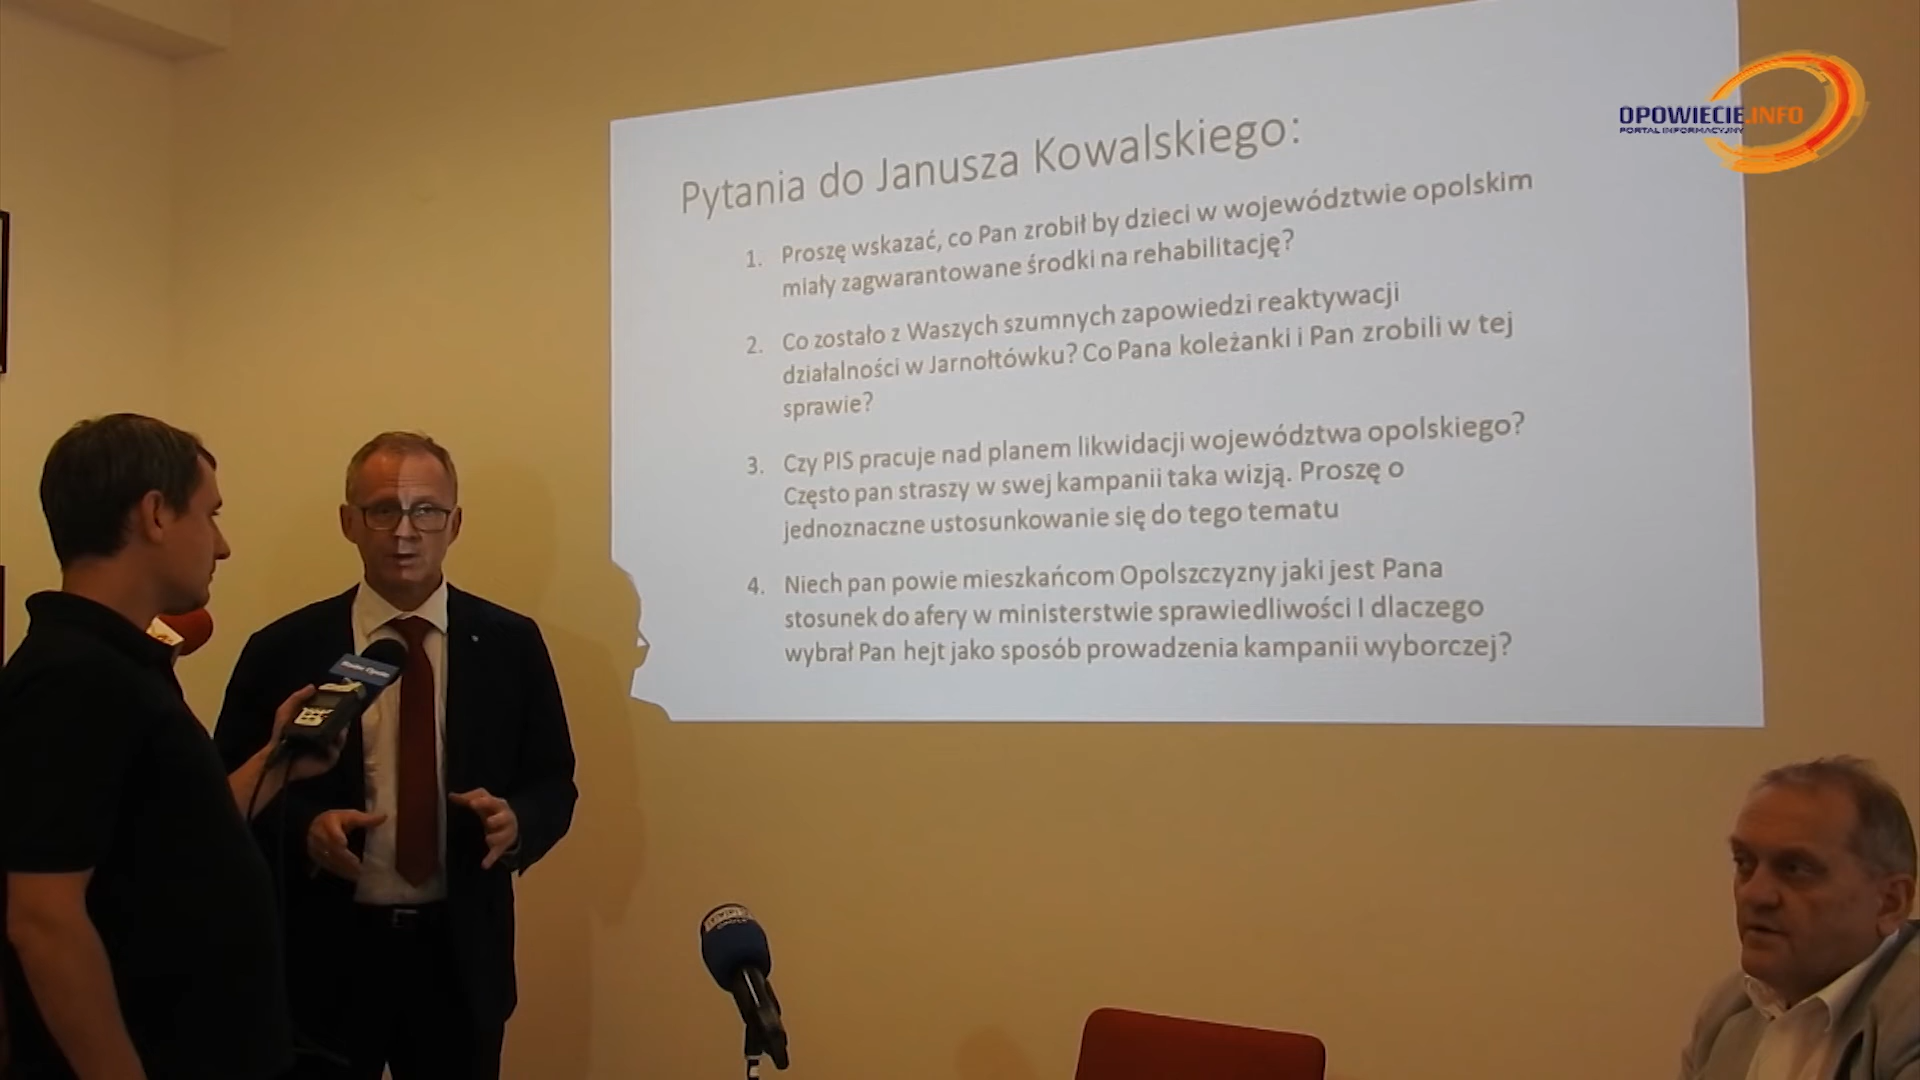 OPOWIECIE.INFO
PORTAL INFORMACYJNY
Pytania do Janusza Kowalskiego:
1. Proszę wskazać, co Pan zrobił by dzieci w województwie opolskim
miały zagwarantowane środki na rehabilitację?
2. Co zostało z Waszych szumnych zapowiedzi reaktywacji
działalności w Jarnołtówku? Co Pana koleżanki i Pan zrobili w tej
sprawie?
3. Czy PIS pracuje nad planem likwidacji województwa opolskiego?
Często pan straszy w swej kampanii taka wizją. Proszę o
jednoznaczne ustosunkowanie się do tego tematu
4. Niech pan powie mieszkańcom Opolszczyzny jaki jest Pana
stosunek do afery w ministerstwie sprawiedliwości I dlaczego
wybrał Pan hejt jako sposób prowadzenia kampanii wyborczej?